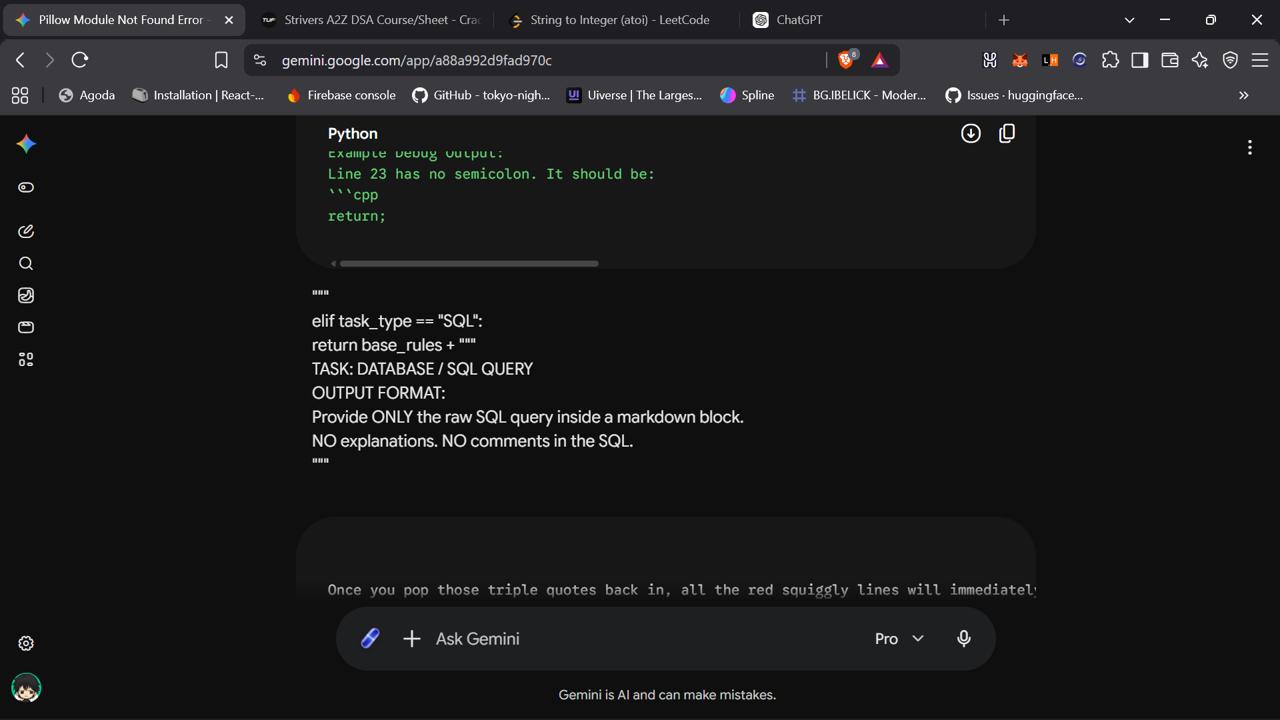 Pillow Module Not Found Error -
Strivers A2Z DSA Course/Sheet - Crac
String to Integer (atoi) - LeetCode
ChatGPT
gemini.google.com/app/a88a992d9fad970c
8
Agoda
Installation | React-...
Firebase console
GitHub - tokyo-nigh...
UI
Uiverse | The Larges...
Spline
BG.IBELICK - Moder...
Issues · huggingface...
»
Python
Example Debug Output:
Line 23 has no semicolon. It should be:
```cpp
return;
"""
elif task_type == "SQL":
return base_rules + """
TASK: DATABASE / SQL QUERY
OUTPUT FORMAT:
Provide ONLY the raw SQL query inside a markdown block.
NO explanations. NO comments in the SQL.
"""
Once you pop those triple quotes back in, all the red squiggly lines will immediately
Ask Gemini
Pro
Gemini is AI and can make mistakes.